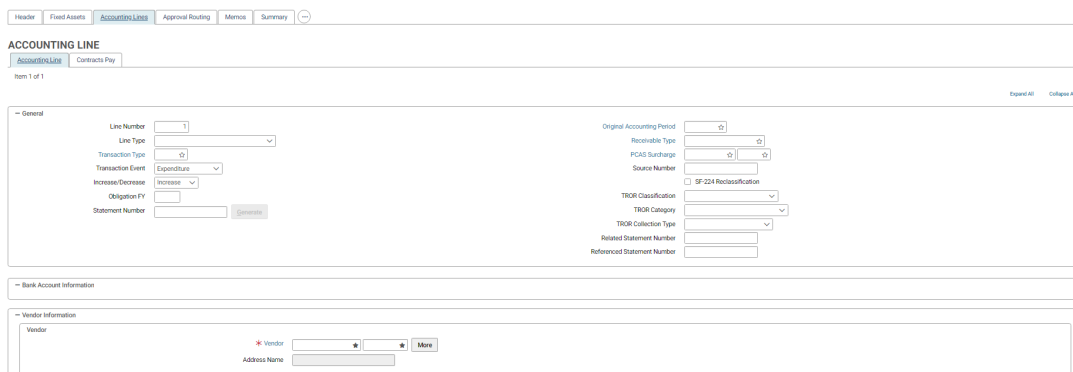 Header Fixed Assets Accounting Lines Approval Routing Memos Summary
ACCOUNTING LINE
Accounting Line Contracts Pay
Item 1 of 1
Expand All Collapse A
General
Line Number 1
Line Type
Transaction Type
Transaction Event Expenditure
Increase/Decrease Increase
Obligation FY
Statement Number Generate
Original Accounting Period
Receivable Type
PCAS Surcharge
Source Number
SF-224 Reclassification
TROR Classification
TROR Category
TROR Collection Type
Related Statement Number
Referenced Statement Number
Bank Account Information
Vendor Information
Vendor
* Vendor More
Address Name